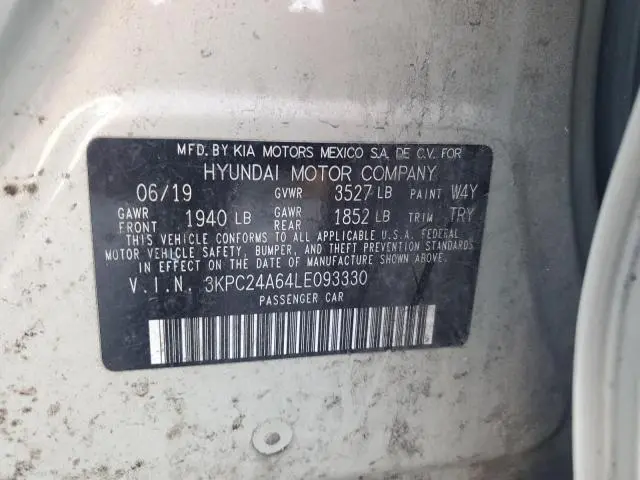 MFD. BY KIA MOTORS MEXICO S.A. DE C.V. FOR
HYUNDAI MOTOR COMPANY.
06/19 GVWR 3527 LB PAINT W4Y
GAWR FRONT 1940 LB GAWR REAR 1852 LB TRIM TRY
THIS VEHICLE CONFORMS TO ALL APPLICABLE U.S.A. FEDERAL
MOTOR VEHICLE SAFETY, BUMPER, AND THEFT PREVENTION STANDARDS
IN EFFECT ON THE DATE OF MANUFACTURE SHOWN ABOVE.
V.I.N. 3KPC24A64LE093330
PASSENGER CAR